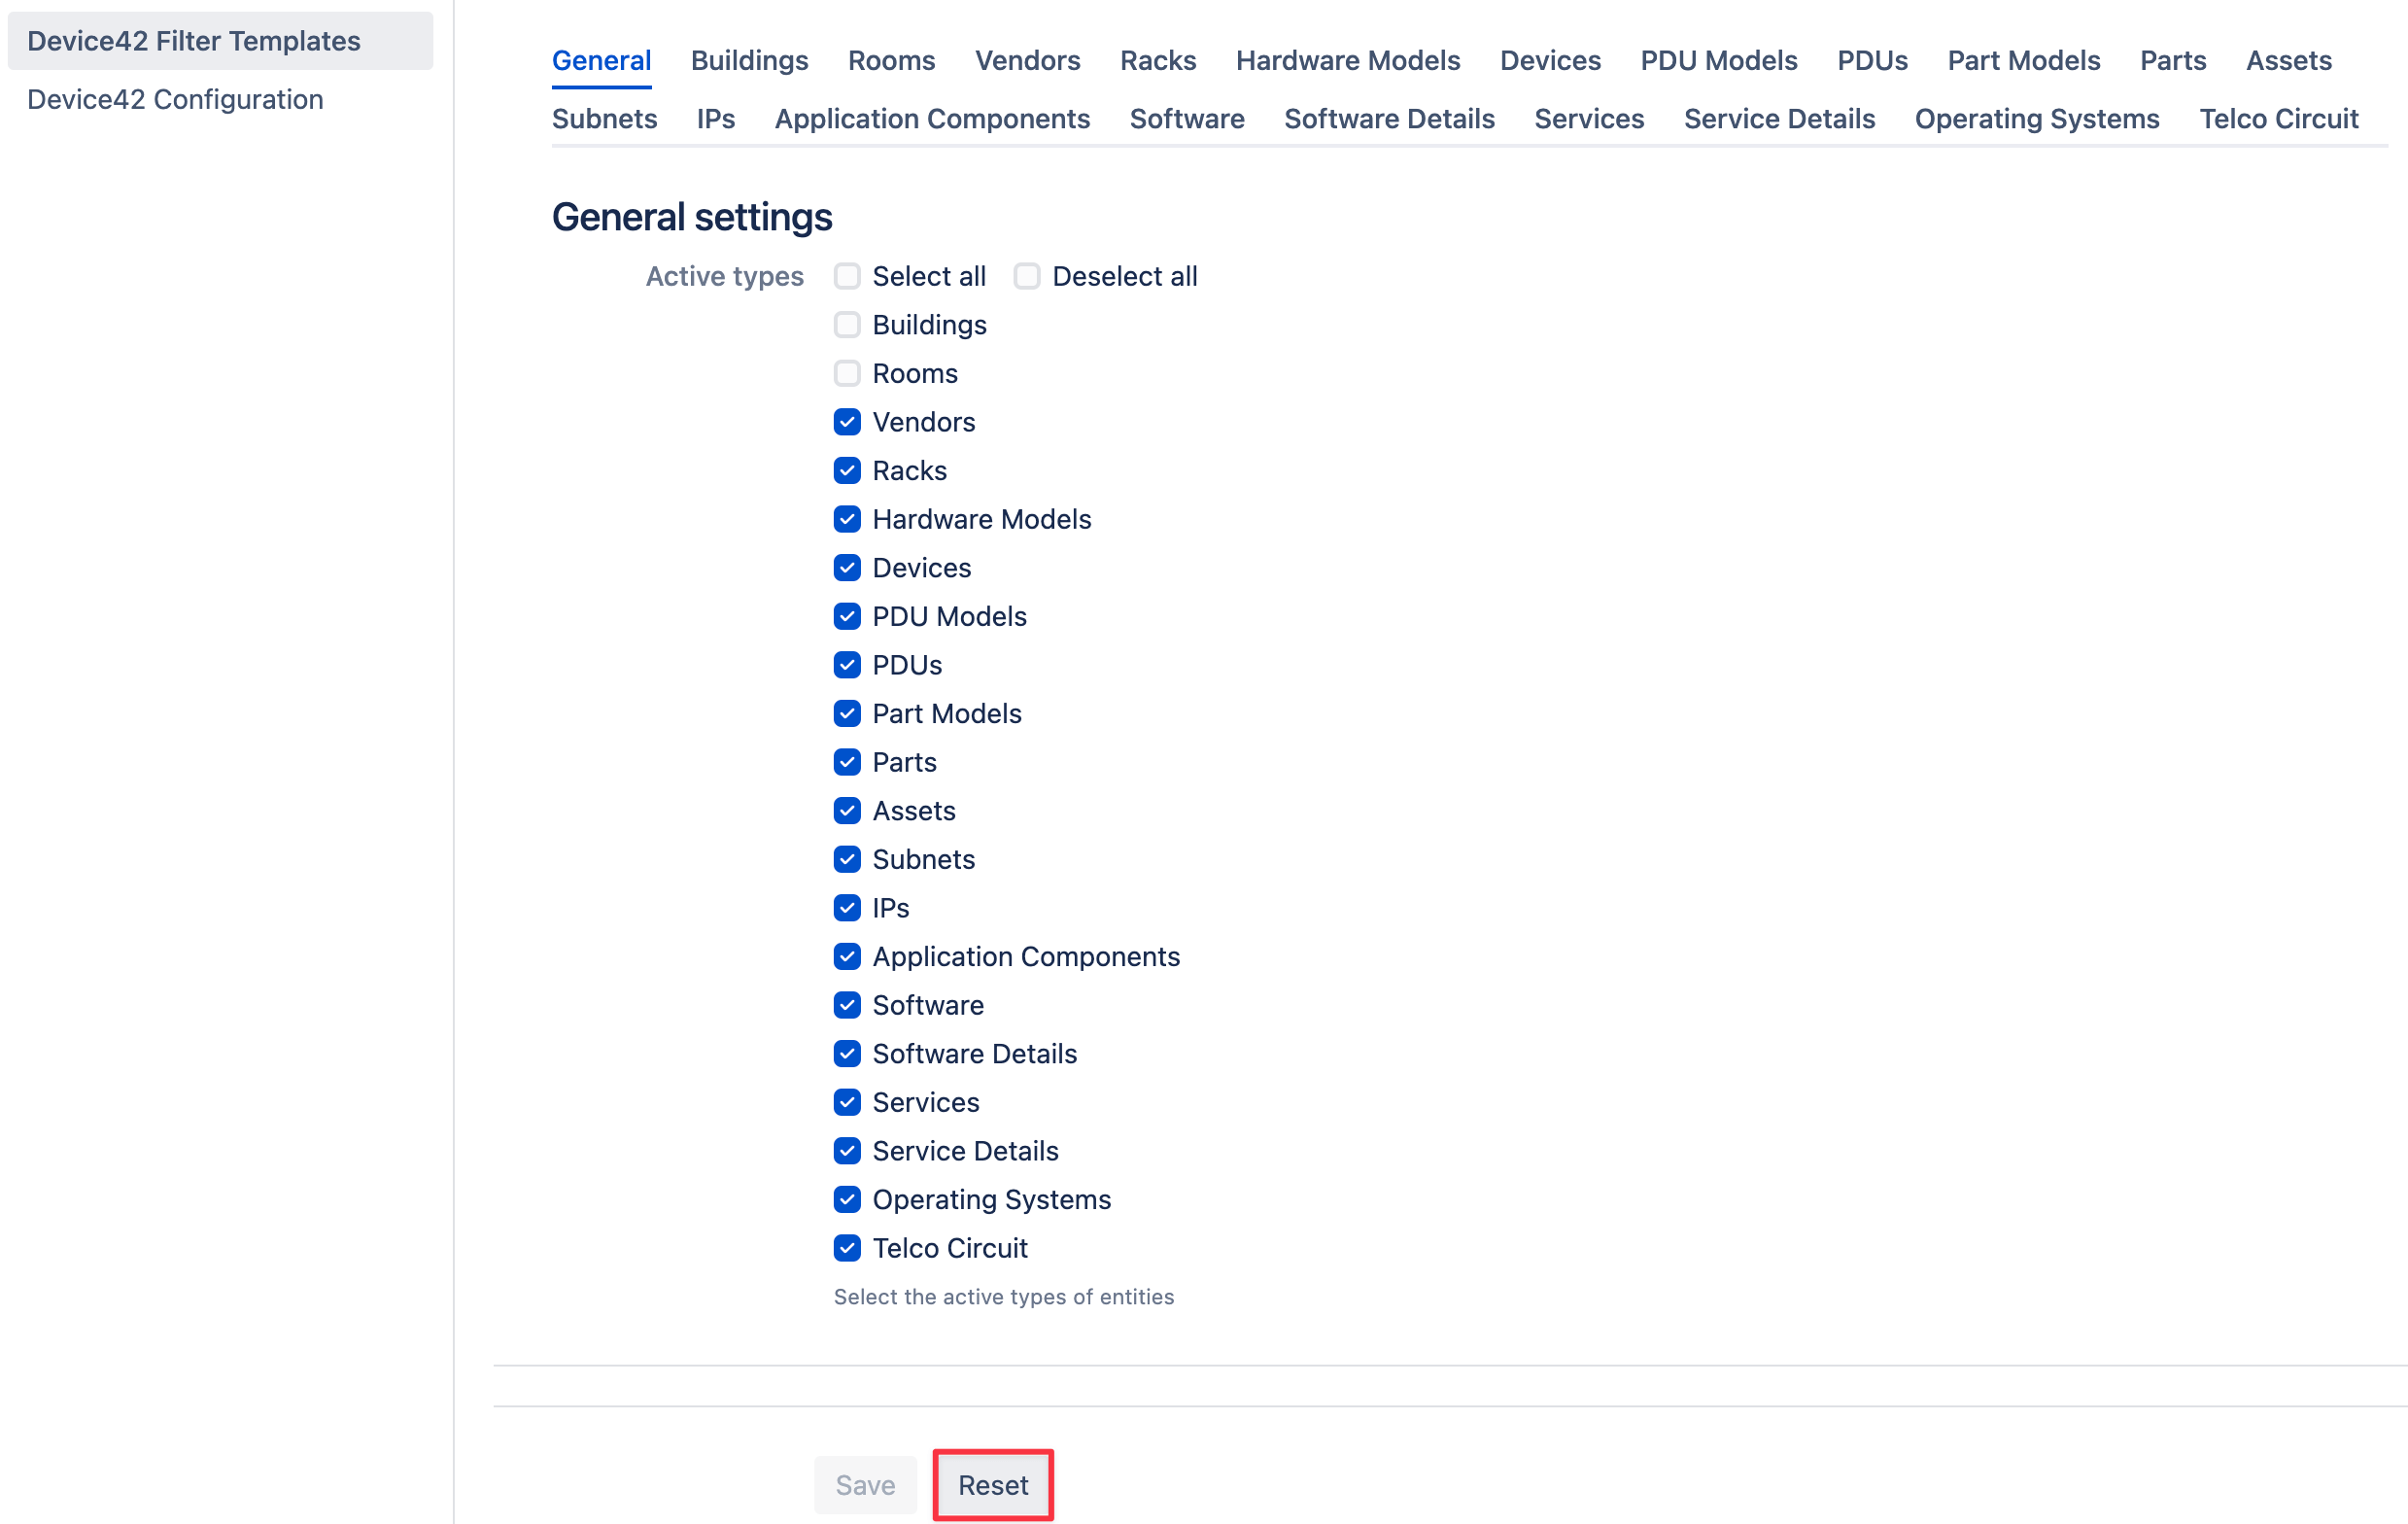 Device42 Filter Templates
Device42 Configuration
General Buildings Rooms Vendors Racks Hardware Models Devices PDU Models PDUs Part Models Parts Assets
Subnets IPs Application Components Software Software Details Services Service Details Operating Systems Telco Circuit
General settings
Active types Select all Deselect all
Buildings
Rooms
Vendors
Racks
Hardware Models
Devices
PDU Models
PDUs
Part Models
Parts
Assets
Subnets
IPs
Application Components
Software
Software Details
Services
Service Details
Operating Systems
Telco Circuit
Select the active types of entities
Save Reset